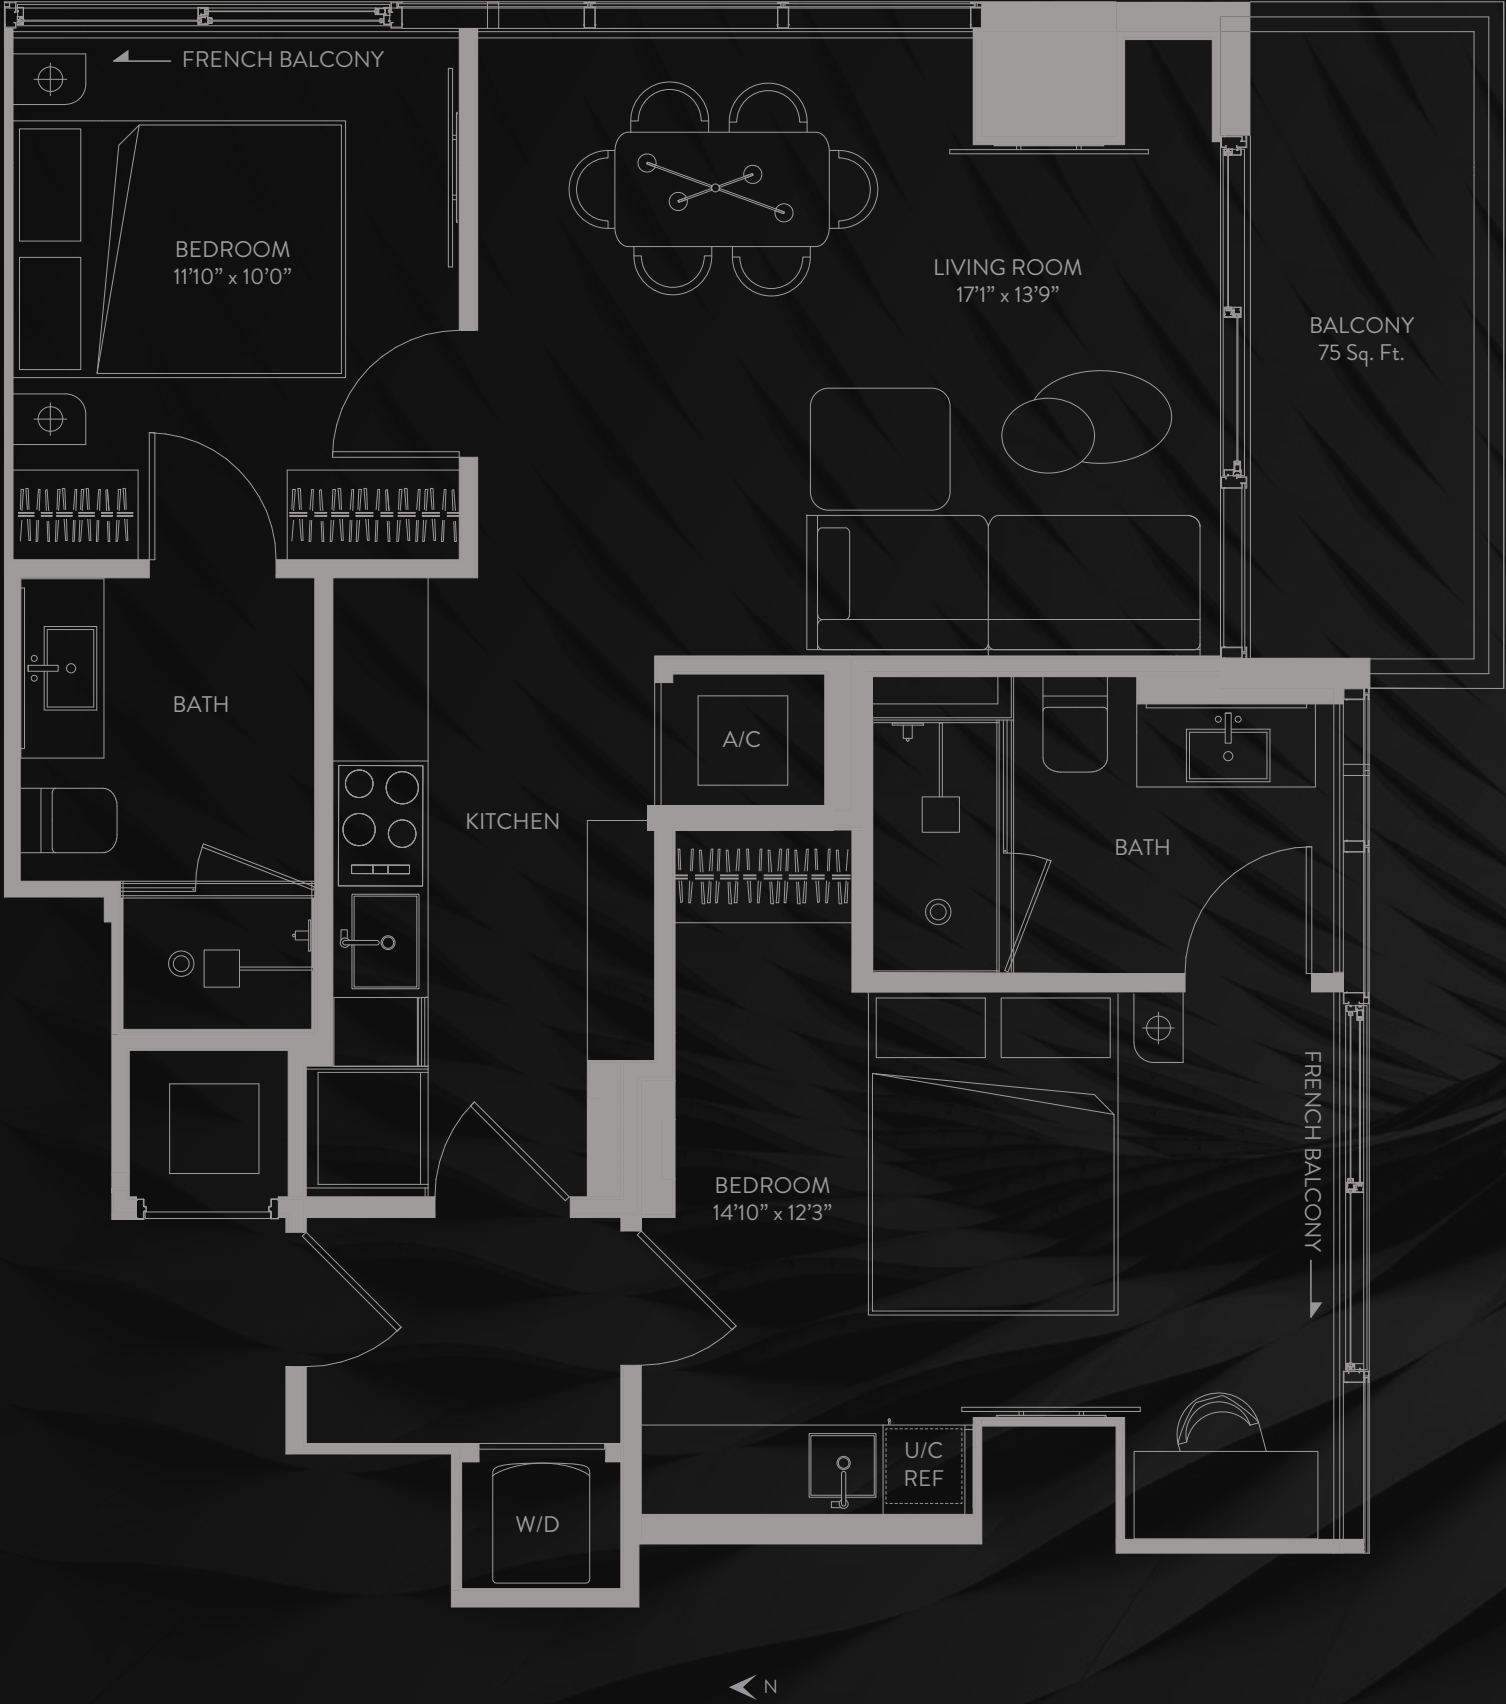 FRENCH BALCONY
BEDROOM
11’10” x 10’0”
LIVING ROOM
17’1” x 13’9”
BALCONY
75 Sq. Ft.
BATH
A/C
KITCHEN
BATH
FRENCH BALCONY
BEDROOM
14’10” x 12’3”
U/C
REF
W/D
N